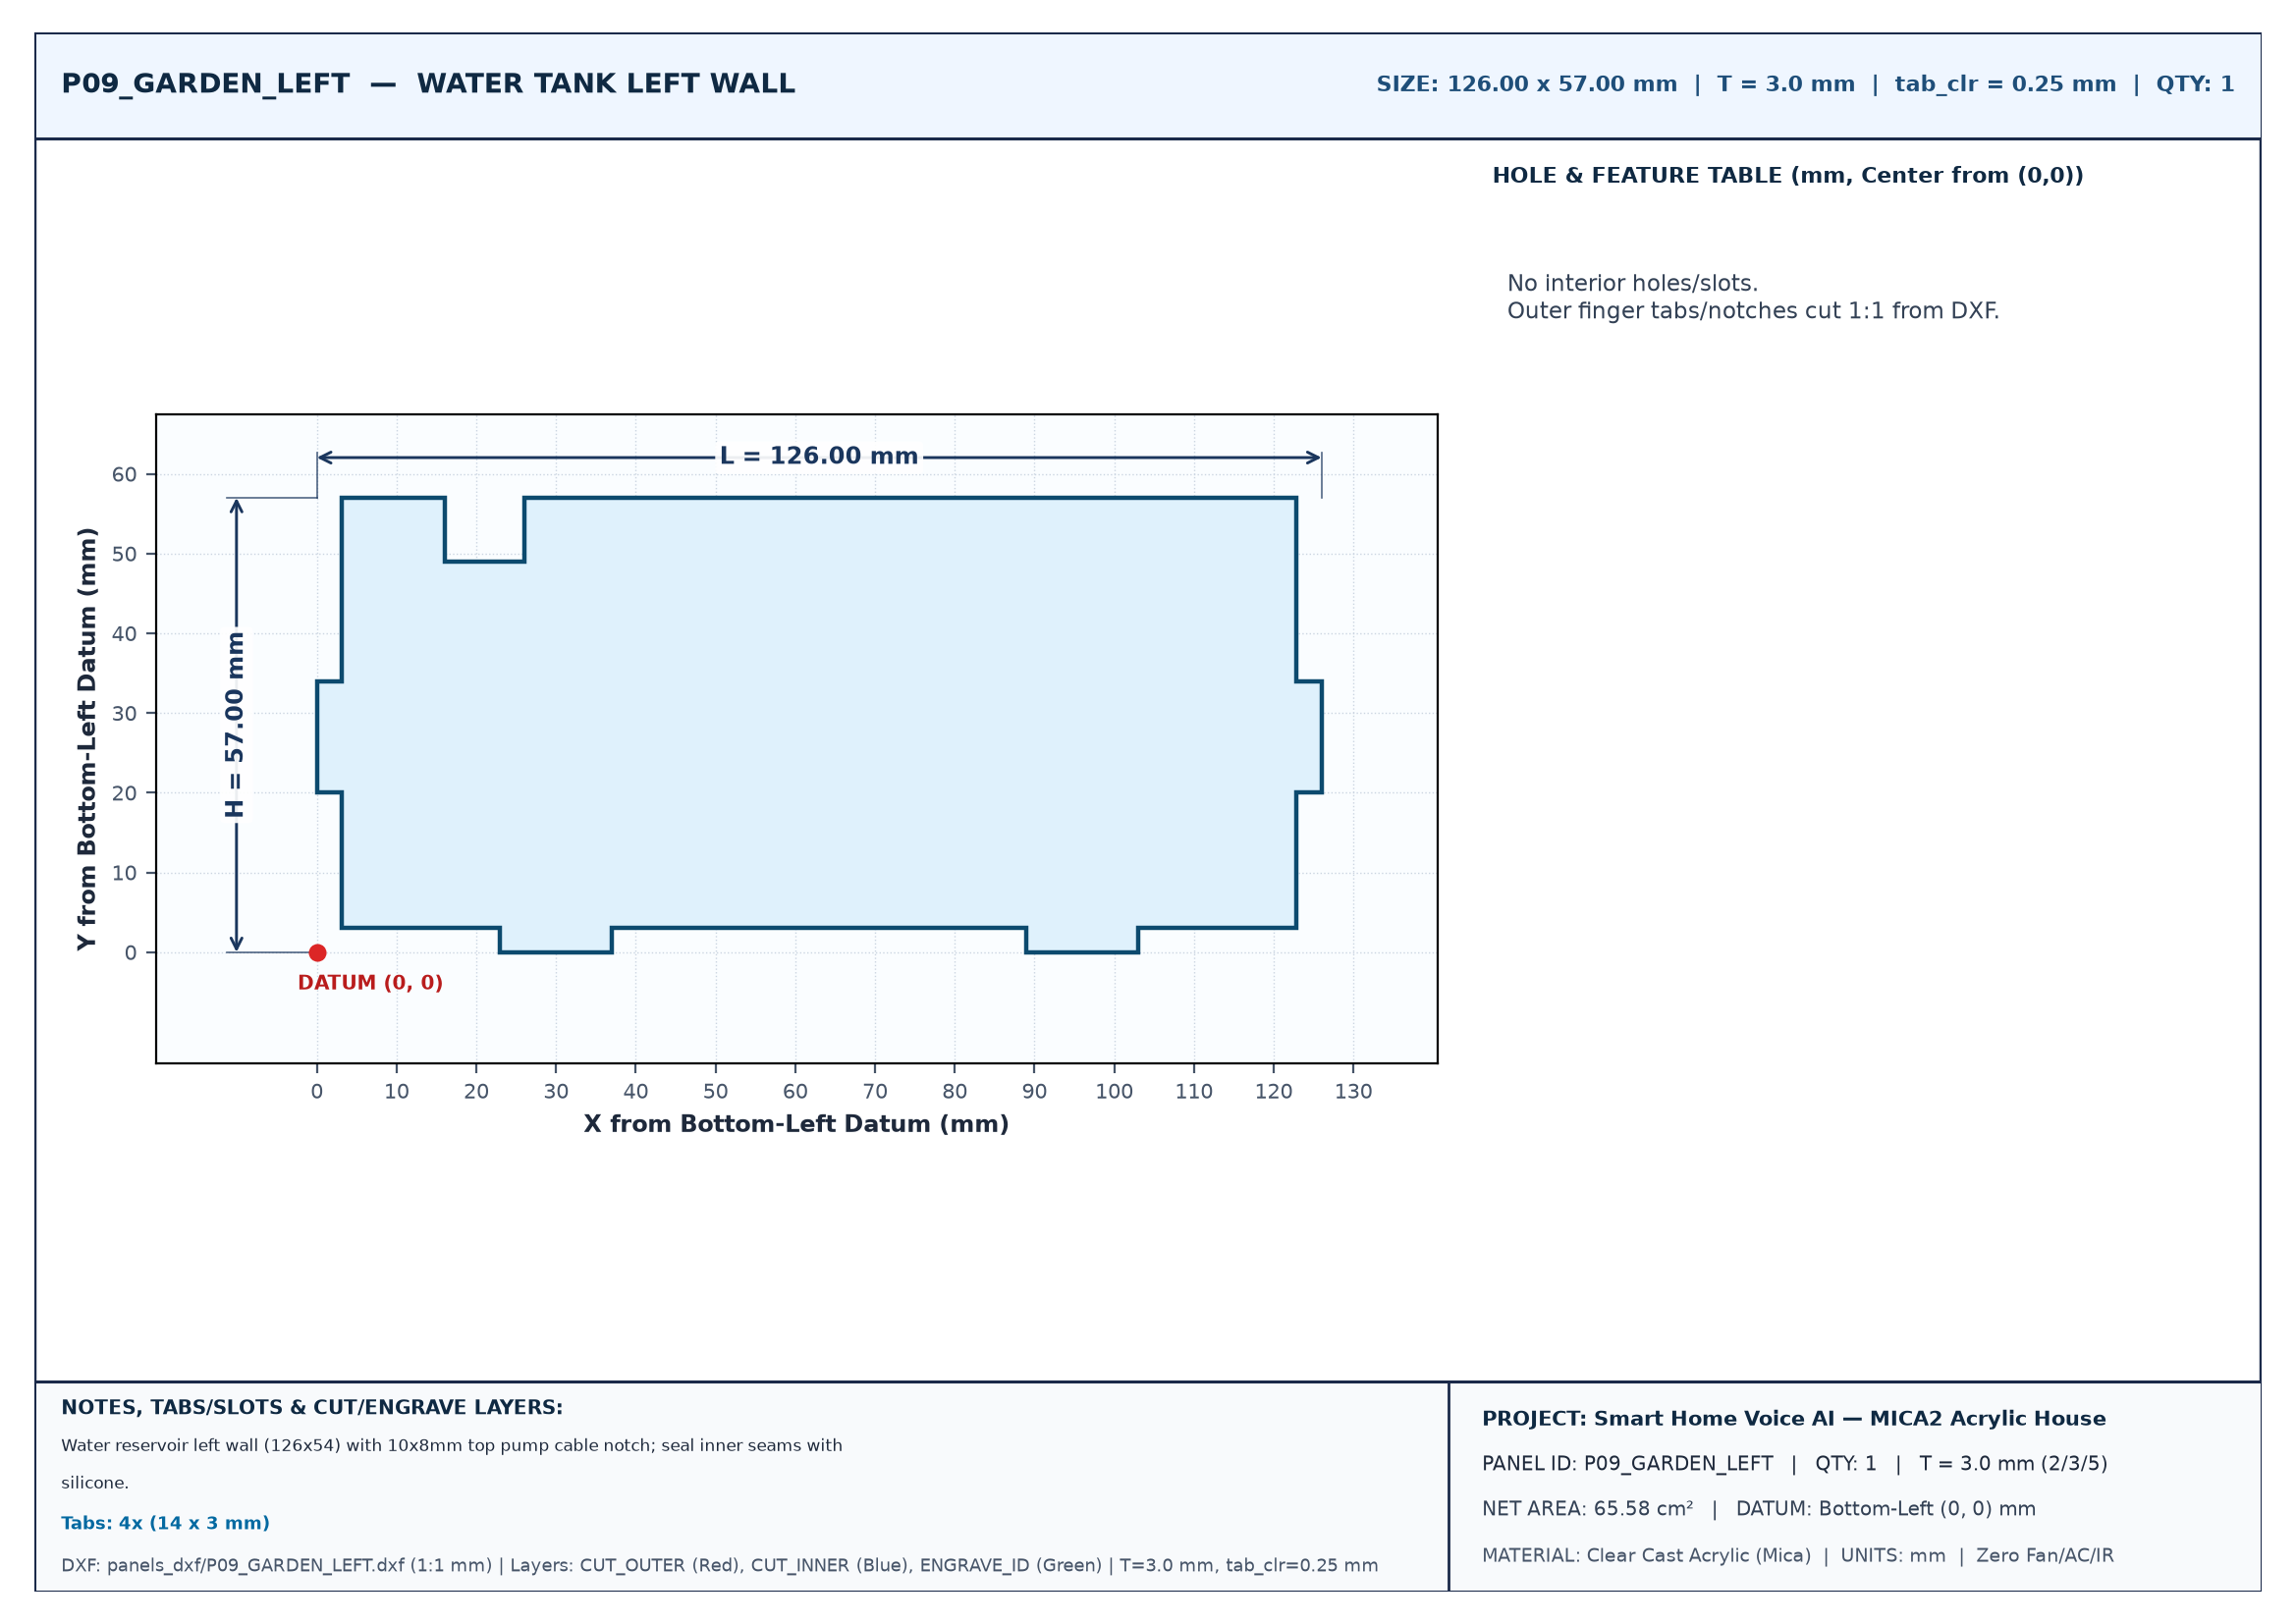 P09_GARDEN_LEFT — WATER TANK LEFT WALL
SIZE: 126.00 x 57.00 mm | T = 3.0 mm | tab_clr = 0.25 mm | QTY: 1
HOLE & FEATURE TABLE (mm, Center from (0,0))
No interior holes/slots.
Outer finger tabs/notches cut 1:1 from DXF.
L = 126.00 mm
H = 57.00 mm
Y from Bottom-Left Datum (mm)
60
50
40
30
20
10
0
DATUM (0, 0)
0 10 20 30 40 50 60 70 80 90 100 110 120 130
X from Bottom-Left Datum (mm)
NOTES, TABS/SLOTS & CUT/ENGRAVE LAYERS:
Water reservoir left wall (126x54) with 10x8mm top pump cable notch; seal inner seams with
silicone.
Tabs: 4x (14 x 3 mm)
DXF: panels_dxf/P09_GARDEN_LEFT.dxf (1:1 mm) | Layers: CUT_OUTER (Red), CUT_INNER (Blue), ENGRAVE_ID (Green) | T=3.0 mm, tab_clr=0.25 mm
PROJECT: Smart Home Voice AI — MICA2 Acrylic House
PANEL ID: P09_GARDEN_LEFT | QTY: 1 | T = 3.0 mm (2/3/5)
NET AREA: 65.58 cm² | DATUM: Bottom-Left (0, 0) mm
MATERIAL: Clear Cast Acrylic (Mica) | UNITS: mm | Zero Fan/AC/IR